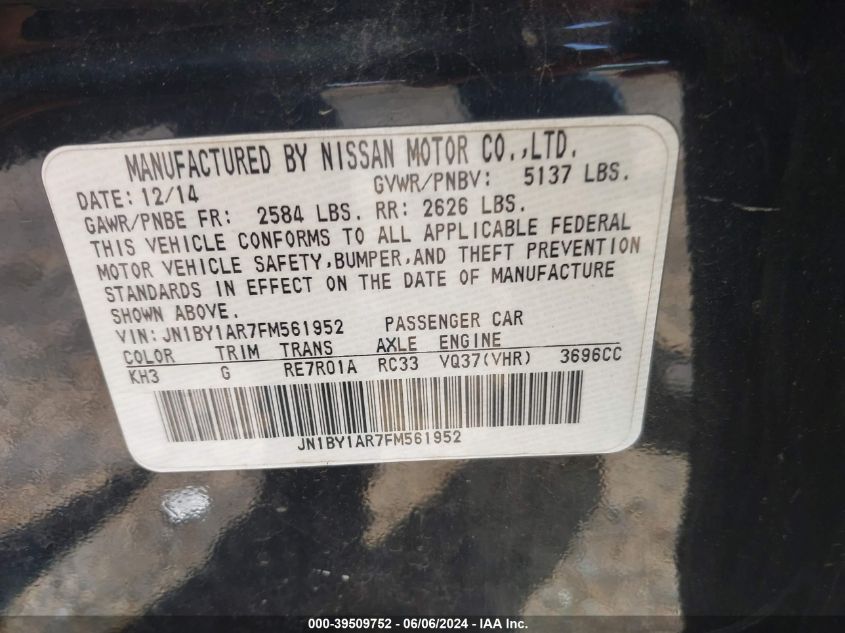 MANUFACTURED BY NISSAN MOTOR CO.,LTD.
DATE: 12/14 GVWR/PNBV: 5137 LBS.
GAWR/PNBE FR: 2584 LBS. RR: 2626 LBS.
THIS VEHICLE CONFORMS TO ALL APPLICABLE FEDERAL
MOTOR VEHICLE SAFETY,BUMPER,AND THEFT PREVENTION
STANDARDS IN EFFECT ON THE DATE OF MANUFACTURE
SHOWN ABOVE.
VIN: JN1BY1AR7FM561952 PASSENGER CAR
COLOR TRIM TRANS AXLE ENGINE
KH3 G RE7R01A RC33 VQ37(VHR) 3696CC
JN1BY1AR7FM561952
000-39509752 - 06/06/2024 - IAA Inc.